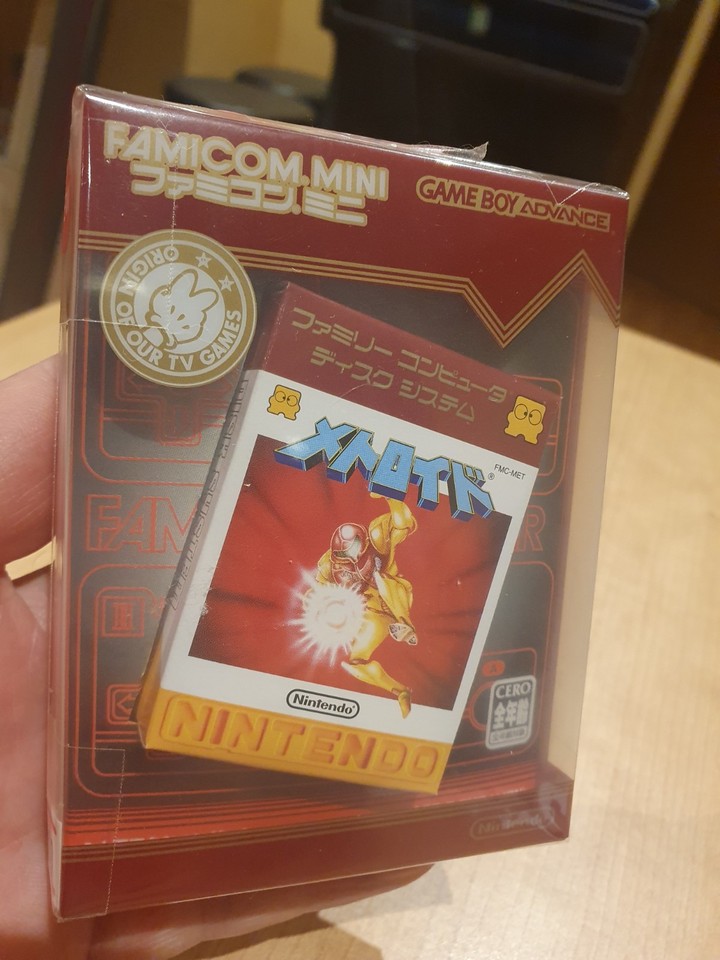 FAMICOM MINI
ファミコン ミニ
GAME BOY ADVANCE
ORIGIN OF OUR TV GAMES
ファミリー コンピュータ
ディスク システム
メトロイド®
FMC-MET
FAM
R
A
Nintendo®
NINTENDO
CERO
全年齢
Nintendo